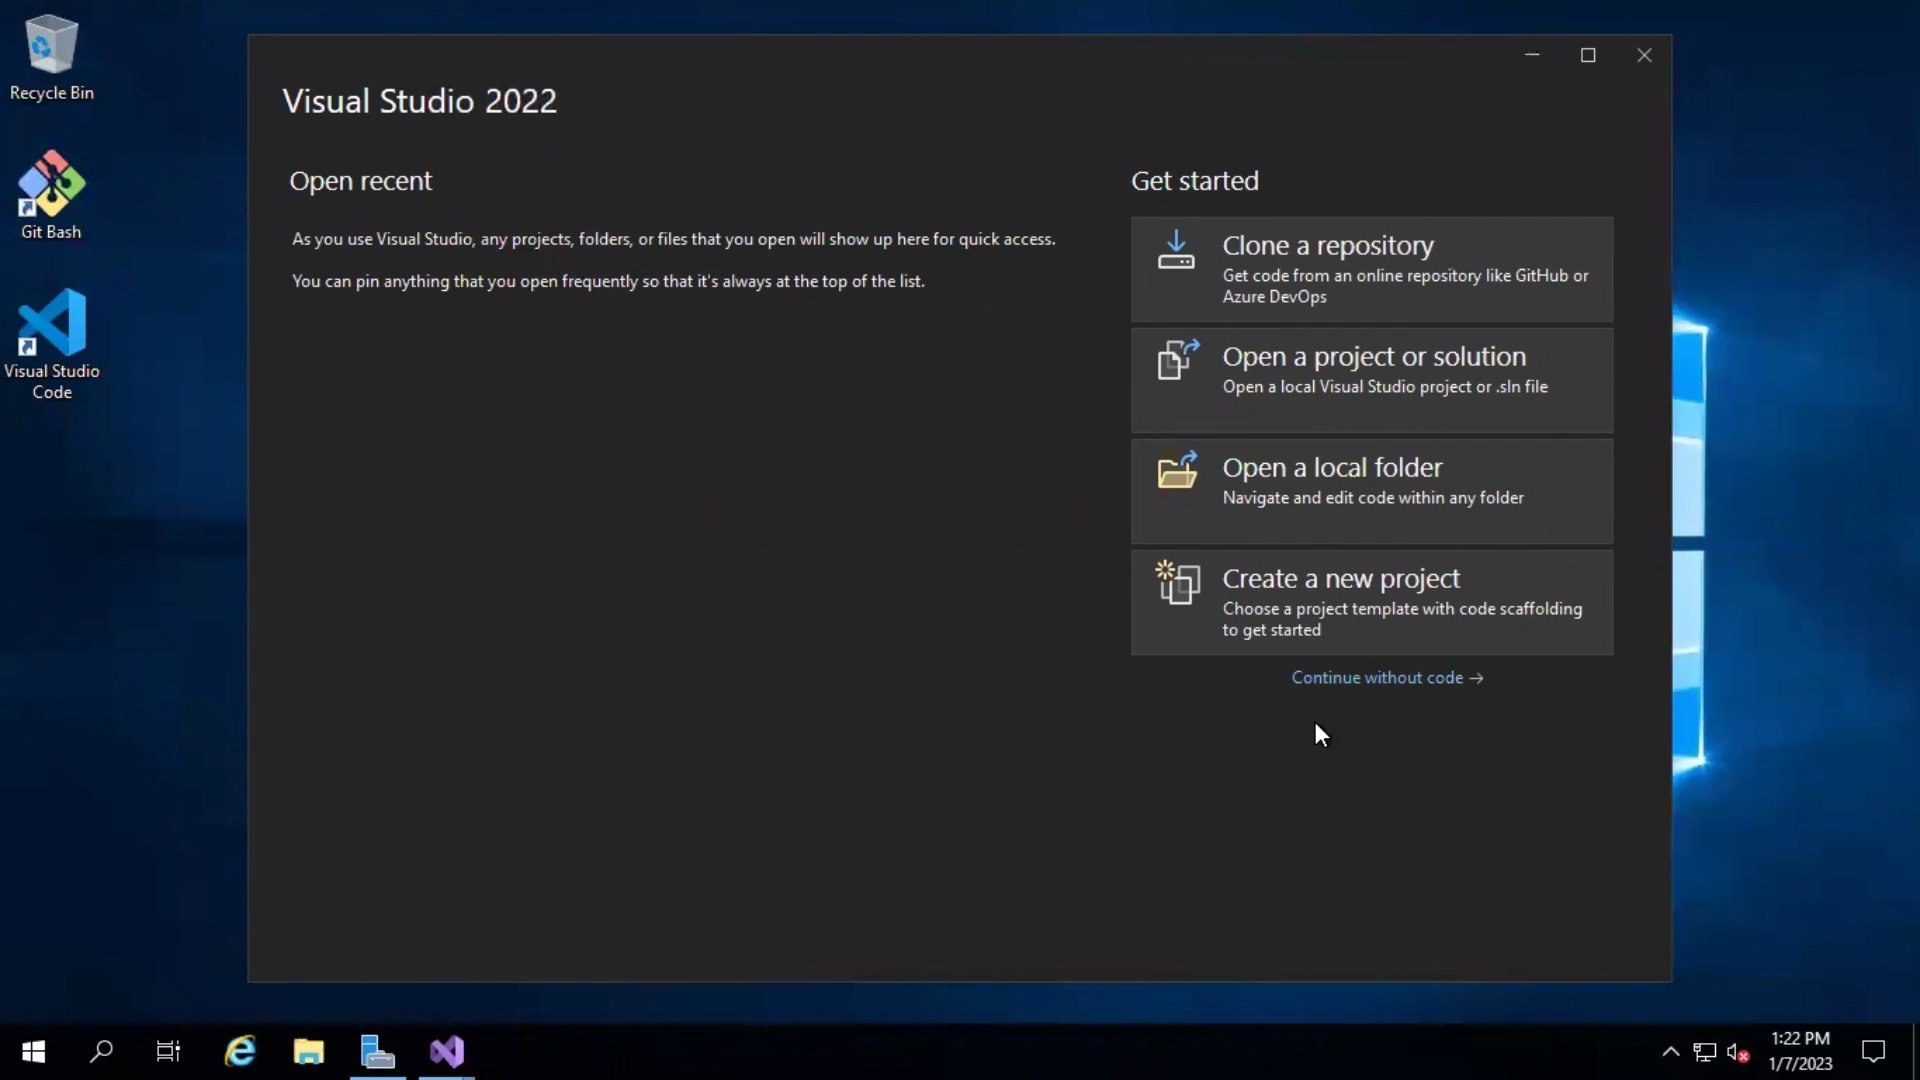 Recycle Bin
Git Bash
Visual Studio
Code
Visual Studio 2022
Open recent
As you use Visual Studio, any projects, folders, or files that you open will show up here for quick access.
You can pin anything that you open frequently so that it's always at the top of the list.
Get started
Clone a repository
Get code from an online repository like GitHub or
Azure DevOps
Open a project or solution
Open a local Visual Studio project or .sln file
Open a local folder
Navigate and edit code within any folder
Create a new project
Choose a project template with code scaffolding
to get started
Continue without code →
1:22 PM
1/7/2023